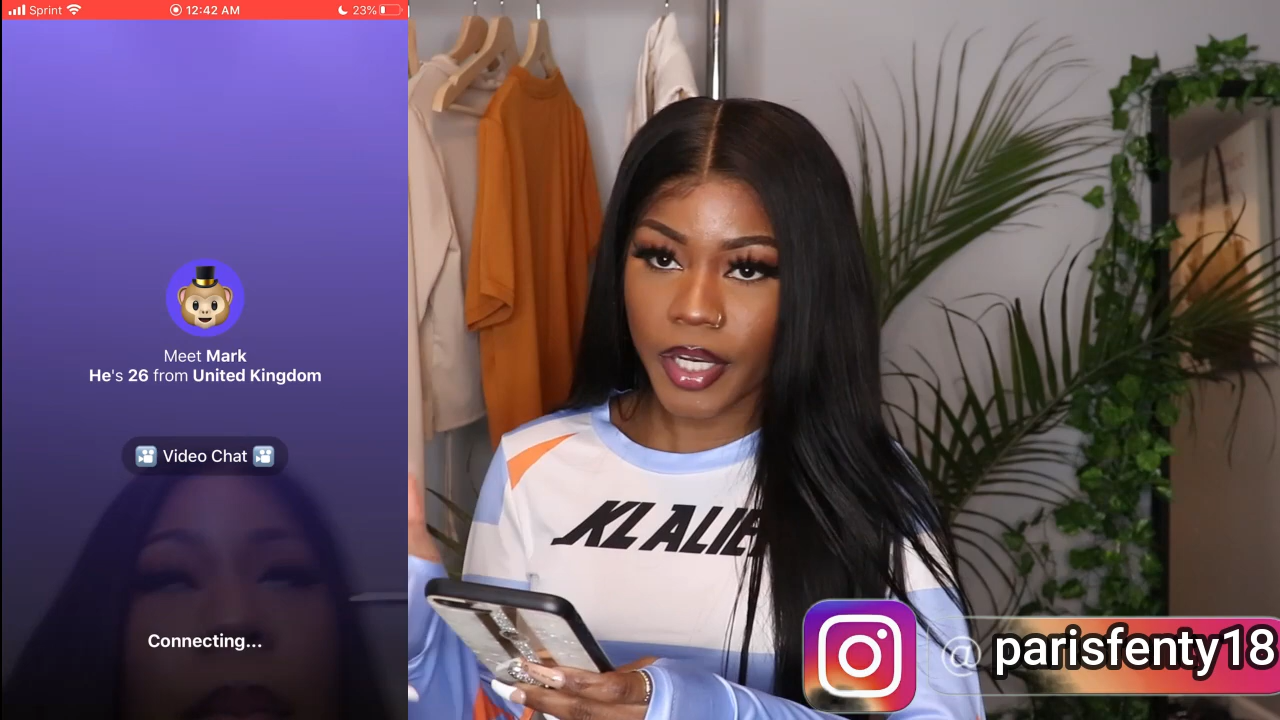 Sprint 12:42 AM 23%
Meet Mark
He's 26 from United Kingdom
Video Chat
Connecting...
KL ALIE
@ parisfenty18